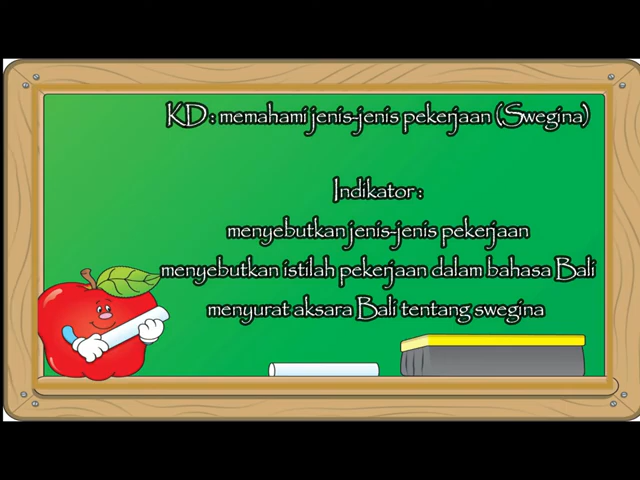 KD : memahami jenis-jenis pekerjaan (Swegina)
Indikator :
menyebutkan jenis-jenis pekerjaan
menyebutkan istilah pekerjaan dalam bahasa Bali
menyurat aksara Bali tentang swegina